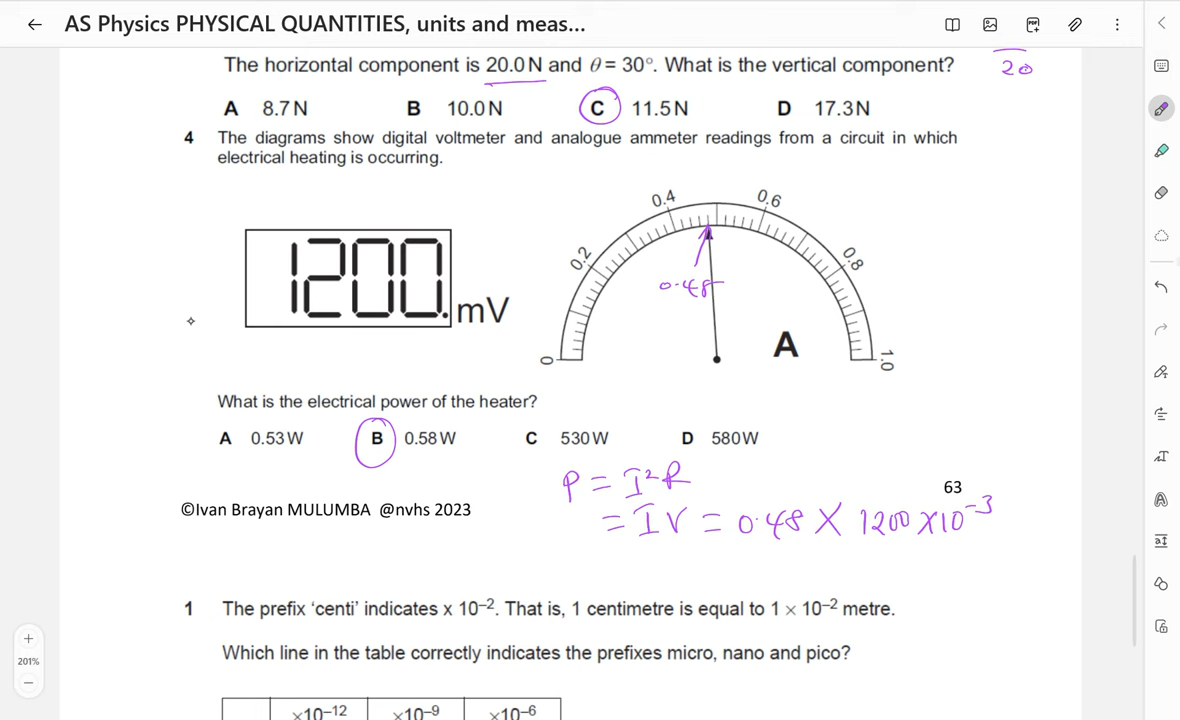 AS Physics PHYSICAL QUANTITIES, units and meas...
The horizontal component is 20.0 N and θ = 30°. What is the vertical component?
20
A 8.7 N B 10.0 N C 11.5 N D 17.3 N
4 The diagrams show digital voltmeter and analogue ammeter readings from a circuit in which
electrical heating is occurring.
1200. mV
0 0.2 0.4 0.6 0.8 1.0
0.48
A
What is the electrical power of the heater?
A 0.53 W B 0.58 W C 530 W D 580 W
P = I²R
63
©Ivan Brayan MULUMBA @nvhs 2023
= IV = 0.48 × 1200 × 10⁻³
1 The prefix ‘centi’ indicates x 10⁻². That is, 1 centimetre is equal to 1 × 10⁻² metre.
Which line in the table correctly indicates the prefixes micro, nano and pico?
201%
×10⁻¹² ×10⁻⁹ ×10⁻⁶